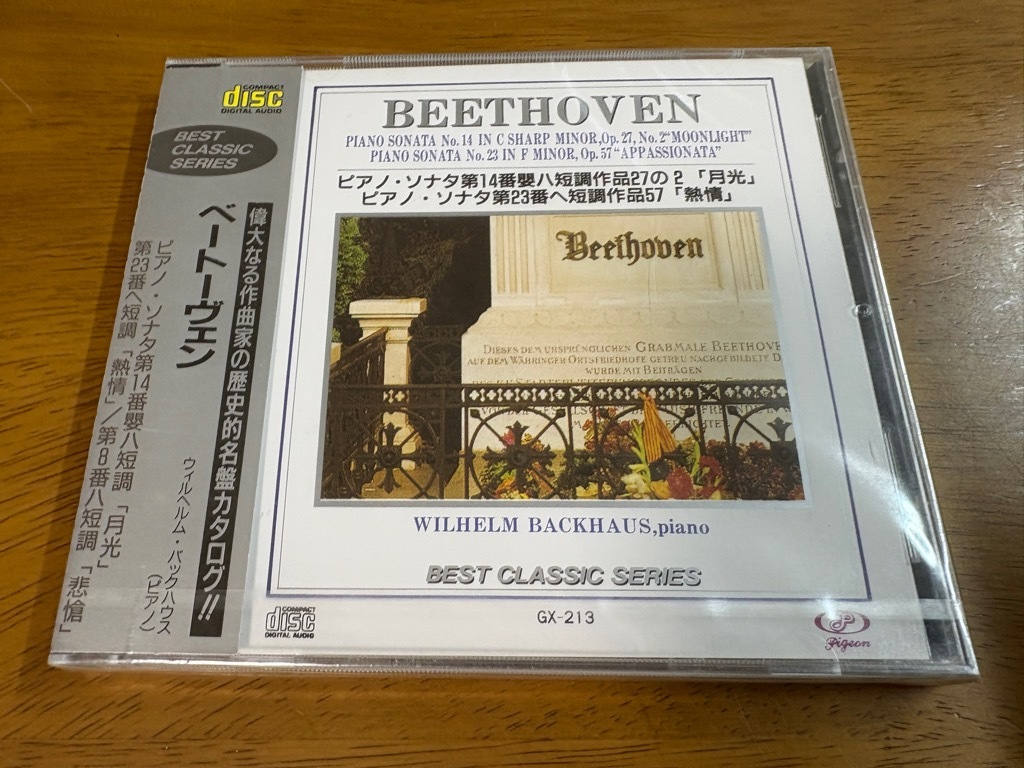 COMPACT
disc
DIGITAL AUDIO
BEST
CLASSIC
SERIES
偉大なる作曲家の歴史的名盤カタログ!!
ベートーヴェン
ウィルヘルム・バックハウス
(ピアノ)
ピアノ・ソナタ第14番嬰ハ短調「月光」
第23番ヘ短調「熱情」/第8番ハ短調「悲愴」
BEETHOVEN
PIANO SONATA No.14 IN C SHARP MINOR,Op.27, No.2“MOONLIGHT”
PIANO SONATA No.23 IN F MINOR, Op.57“APPASSIONATA”
ピアノ・ソナタ第14番嬰ハ短調作品27の2「月光」
ピアノ・ソナタ第23番ヘ短調作品57「熱情」
Beethoven
DIESES DEM URSPRÜNGLICHEN GRABMALE BEETHOVE
AUF DEM WÄHRINGER ORTSFRIEDHOFE GETREU NACHGEBILDETE D
WURDE MIT BEITRÄGEN
WILHELM BACKHAUS,piano
BEST CLASSIC SERIES
COMPACT
disc
DIGITAL AUDIO
GX-213
Pigeon